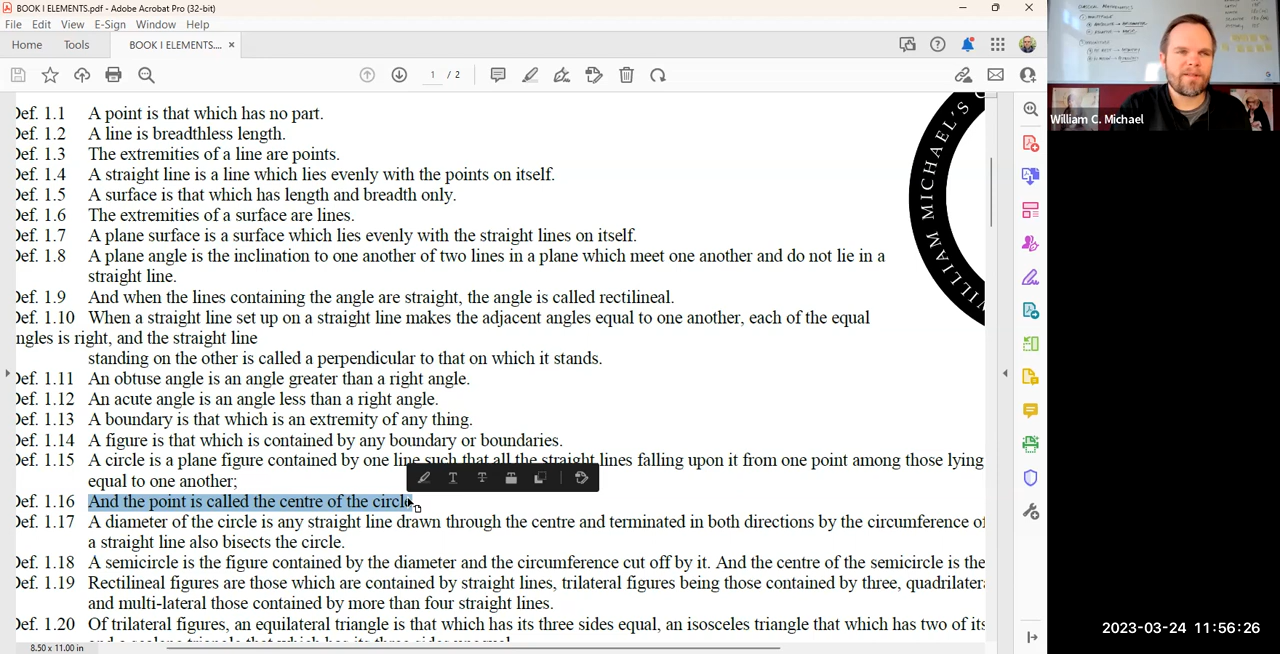 BOOK I ELEMENTS.pdf - Adobe Acrobat Pro (32-bit)
File Edit View E-Sign Window Help
Home Tools BOOK I ELEMENTS.... ×
1 / 2
William C. Michael
WILLIAM MICHAEL'S
Def. 1.1 A point is that which has no part.
Def. 1.2 A line is breadthless length.
Def. 1.3 The extremities of a line are points.
Def. 1.4 A straight line is a line which lies evenly with the points on itself.
Def. 1.5 A surface is that which has length and breadth only.
Def. 1.6 The extremities of a surface are lines.
Def. 1.7 A plane surface is a surface which lies evenly with the straight lines on itself.
Def. 1.8 A plane angle is the inclination to one another of two lines in a plane which meet one another and do not lie in a
straight line.
Def. 1.9 And when the lines containing the angle are straight, the angle is called rectilineal.
Def. 1.10 When a straight line set up on a straight line makes the adjacent angles equal to one another, each of the equal
ngles is right, and the straight line
standing on the other is called a perpendicular to that on which it stands.
Def. 1.11 An obtuse angle is an angle greater than a right angle.
Def. 1.12 An acute angle is an angle less than a right angle.
Def. 1.13 A boundary is that which is an extremity of any thing.
Def. 1.14 A figure is that which is contained by any boundary or boundaries.
Def. 1.15 A circle is a plane figure contained by one line such that all the straight lines falling upon it from one point among those lying
equal to one another;
Def. 1.16 And the point is called the centre of the circle
Def. 1.17 A diameter of the circle is any straight line drawn through the centre and terminated in both directions by the circumference of
a straight line also bisects the circle.
Def. 1.18 A semicircle is the figure contained by the diameter and the circumference cut off by it. And the centre of the semicircle is the
Def. 1.19 Rectilineal figures are those which are contained by straight lines, trilateral figures being those contained by three, quadrilatera
and multi-lateral those contained by more than four straight lines.
Def. 1.20 Of trilateral figures, an equilateral triangle is that which has its three sides equal, an isosceles triangle that which has two of its
and a scalene triangle that which has its three sides unequal.
8.50 x 11.00 in
2023-03-24 11:56:26